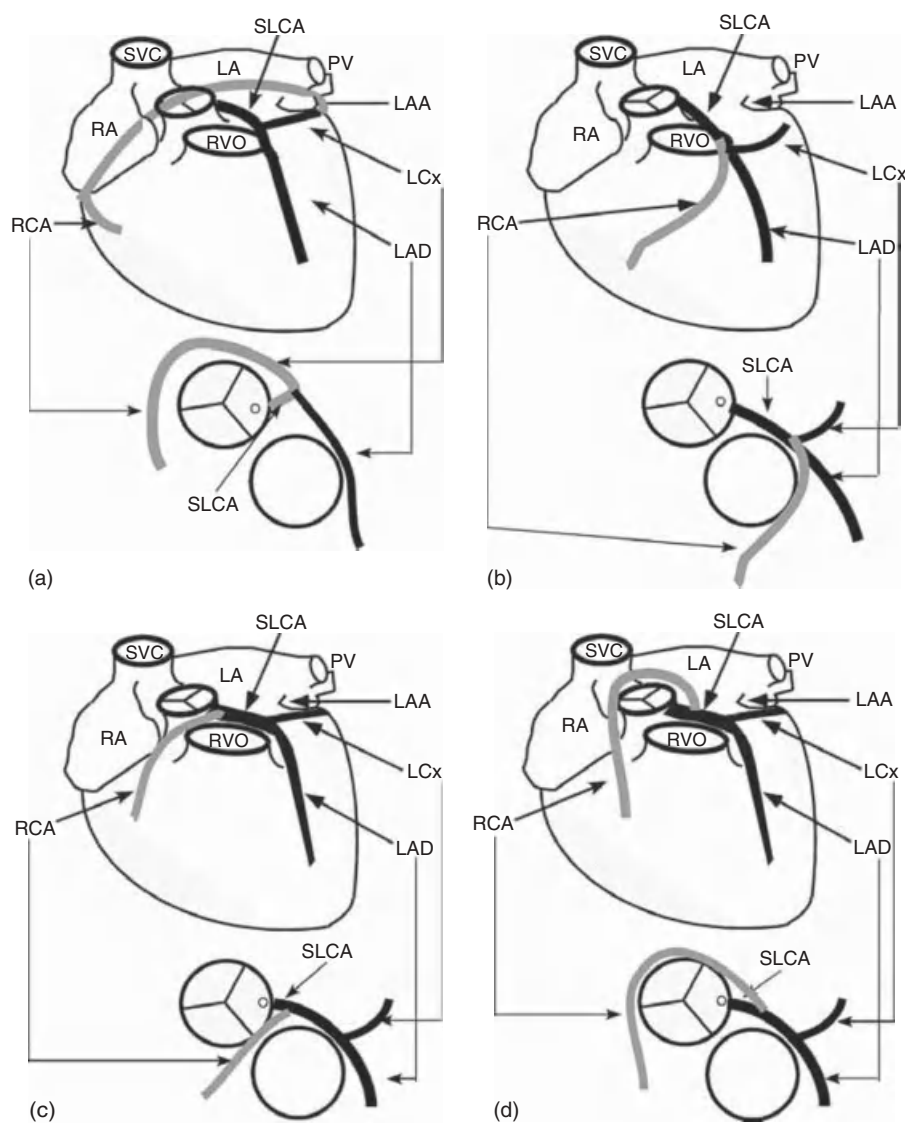 SLCA
SVC
LA
PV
LAA
RA
RVO
LCx
RCA
LAD
SLCA
(a)
SLCA
SVC
LA
PV
LAA
RA
RVO
LCx
RCA
LAD
SLCA
(b)
SLCA
SVC
LA
PV
LAA
RA
RVO
LCx
RCA
LAD
SLCA
(c)
SLCA
SVC
LA
PV
LAA
RA
RVO
LCx
RCA
LAD
SLCA
(d)